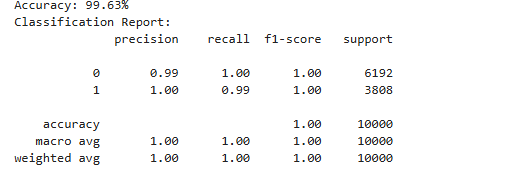 Accuracy: 99.63%
Classification Report:
precision recall f1-score support
0 0.99 1.00 1.00 6192
1 1.00 0.99 1.00 3808
accuracy 1.00 10000
macro avg 1.00 1.00 1.00 10000
weighted avg 1.00 1.00 1.00 10000